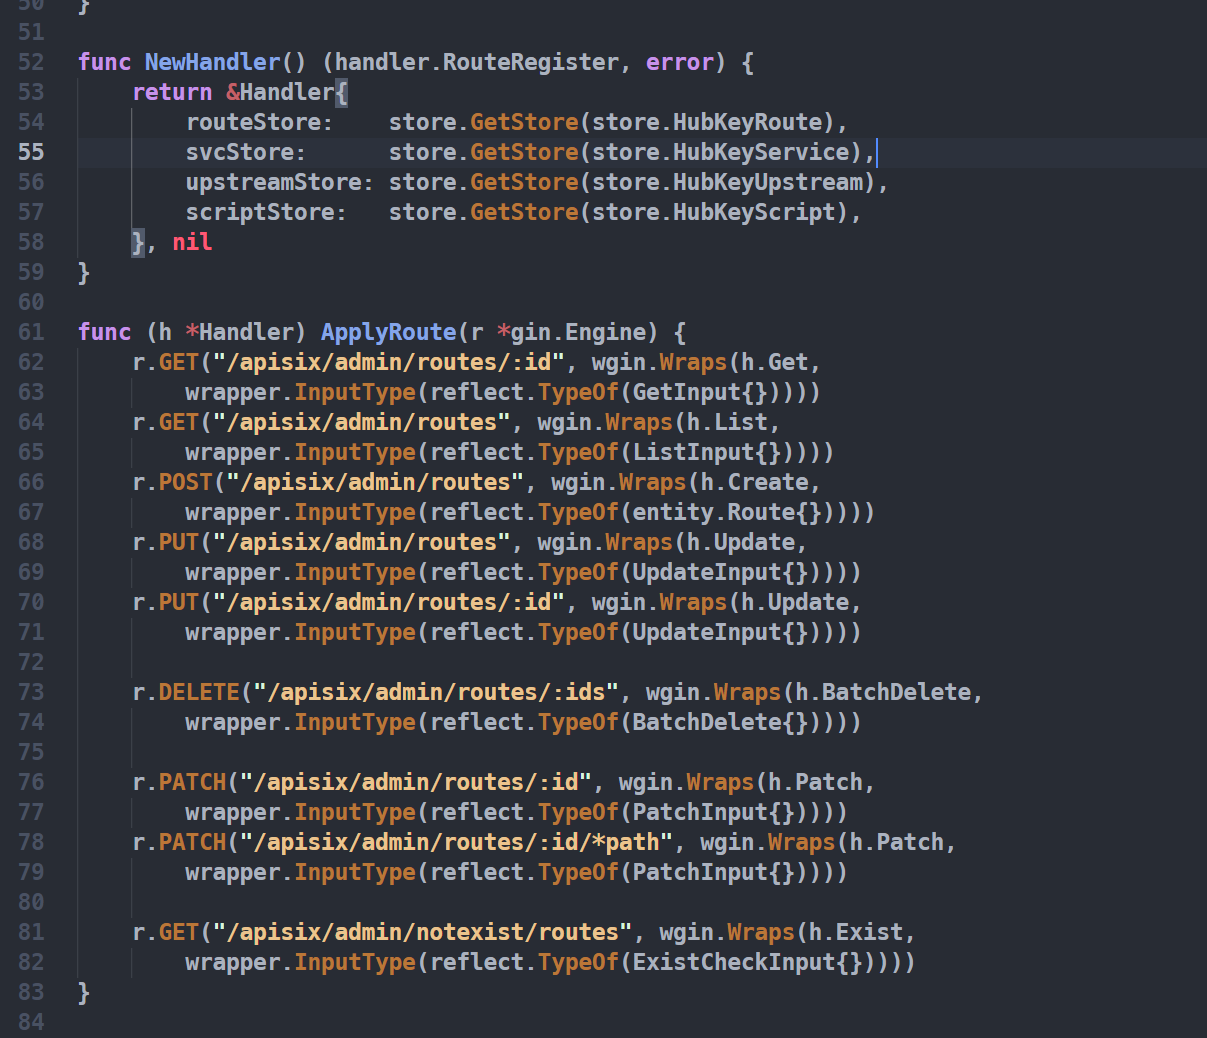 50 }
51
52 func NewHandler() (handler.RouteRegister, error) {
53     return &Handler{
54         routeStore:    store.GetStore(store.HubKeyRoute),
55         svcStore:      store.GetStore(store.HubKeyService),
56         upstreamStore: store.GetStore(store.HubKeyUpstream),
57         scriptStore:   store.GetStore(store.HubKeyScript),
58     }, nil
59 }
60
61 func (h *Handler) ApplyRoute(r *gin.Engine) {
62     r.GET("/apisix/admin/routes/:id", wgin.Wraps(h.Get,
63         wrapper.InputType(reflect.TypeOf(GetInput{}))))
64     r.GET("/apisix/admin/routes", wgin.Wraps(h.List,
65         wrapper.InputType(reflect.TypeOf(ListInput{}))))
66     r.POST("/apisix/admin/routes", wgin.Wraps(h.Create,
67         wrapper.InputType(reflect.TypeOf(entity.Route{}))))
68     r.PUT("/apisix/admin/routes", wgin.Wraps(h.Update,
69         wrapper.InputType(reflect.TypeOf(UpdateInput{}))))
70     r.PUT("/apisix/admin/routes/:id", wgin.Wraps(h.Update,
71         wrapper.InputType(reflect.TypeOf(UpdateInput{}))))
72
73     r.DELETE("/apisix/admin/routes/:ids", wgin.Wraps(h.BatchDelete,
74         wrapper.InputType(reflect.TypeOf(BatchDelete{}))))
75
76     r.PATCH("/apisix/admin/routes/:id", wgin.Wraps(h.Patch,
77         wrapper.InputType(reflect.TypeOf(PatchInput{}))))
78     r.PATCH("/apisix/admin/routes/:id/*path", wgin.Wraps(h.Patch,
79         wrapper.InputType(reflect.TypeOf(PatchInput{}))))
80
81     r.GET("/apisix/admin/notexist/routes", wgin.Wraps(h.Exist,
82         wrapper.InputType(reflect.TypeOf(ExistCheckInput{}))))
83 }
84